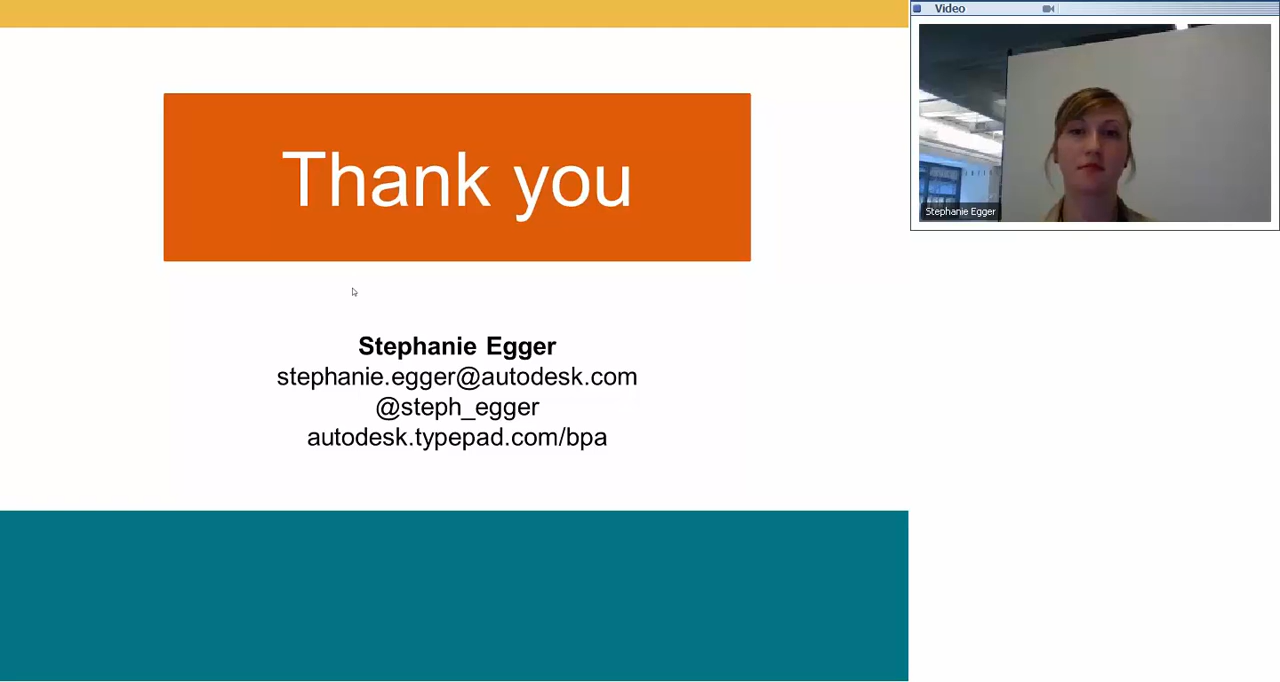 Thank you
Stephanie Egger
stephanie.egger@autodesk.com
@steph_egger
autodesk.typepad.com/bpa
Video
Stephanie Egger